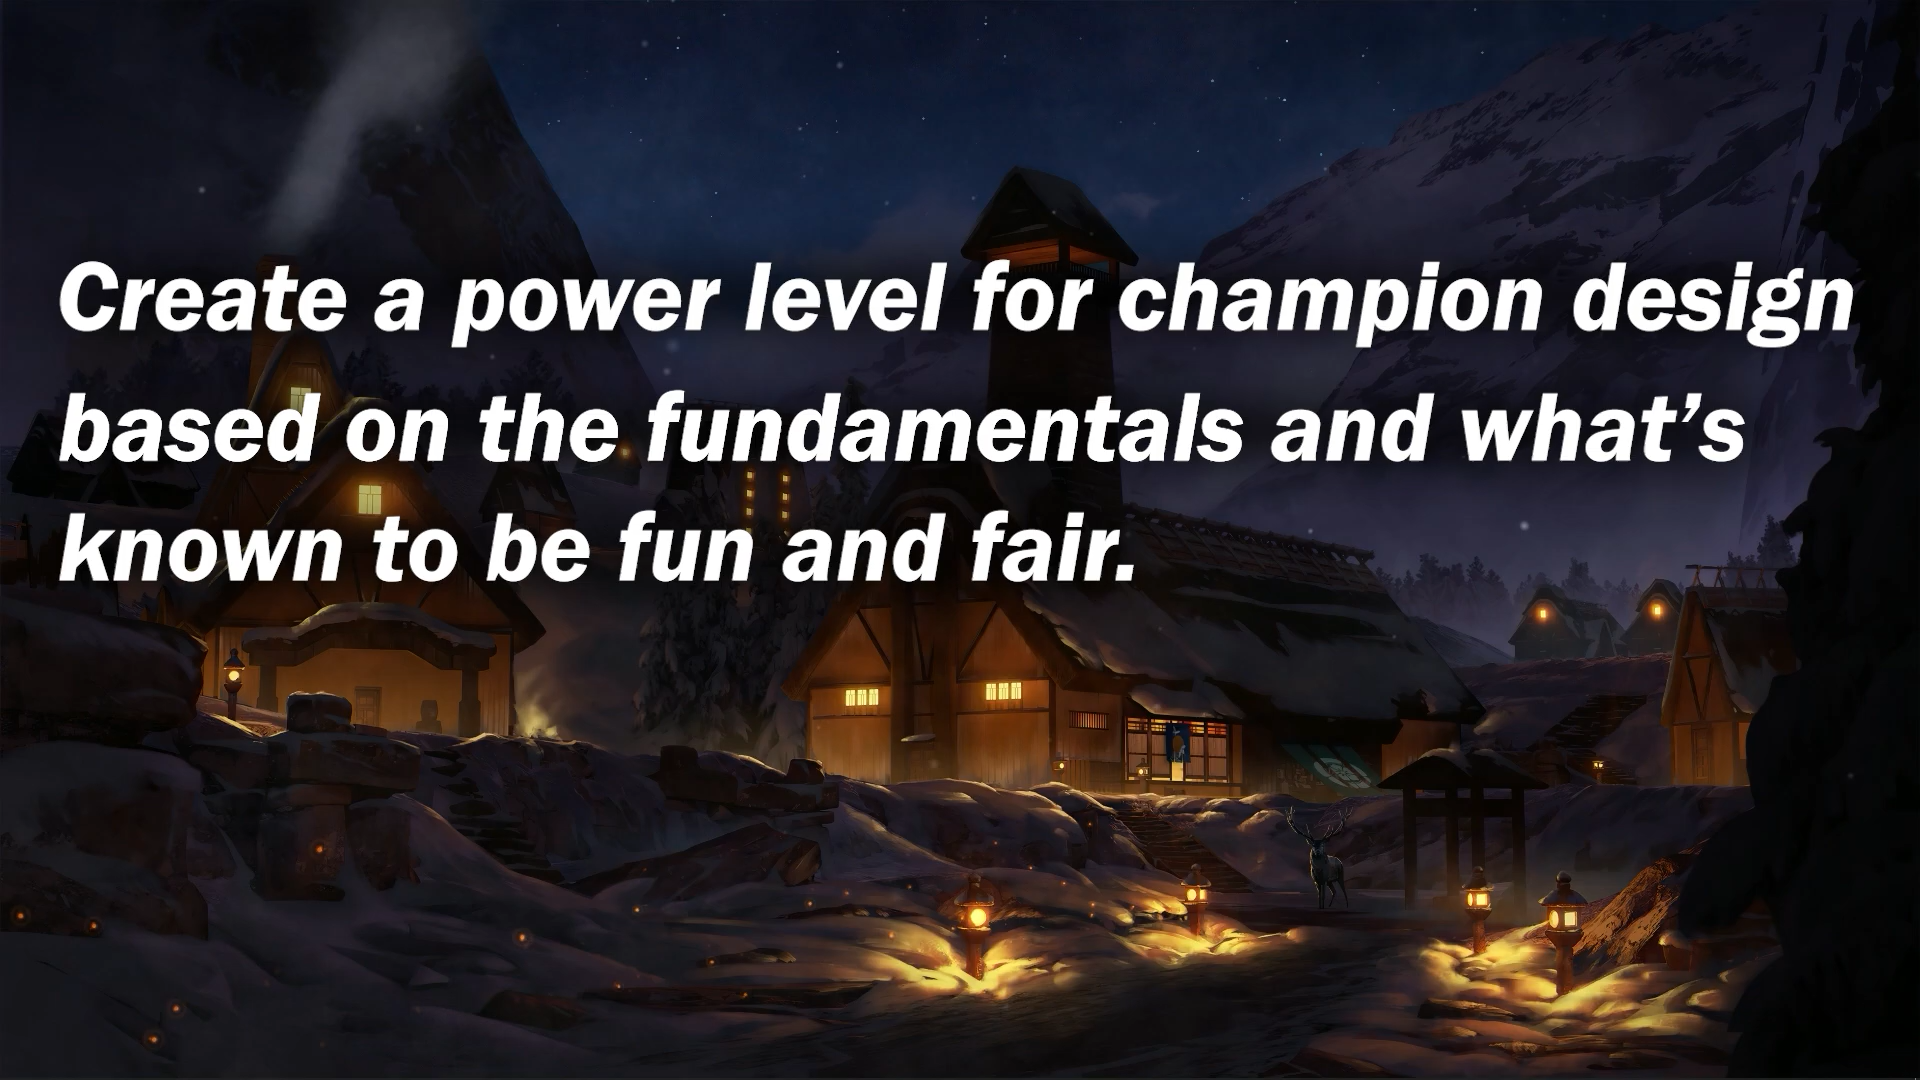 Create a power level for champion design
based on the fundamentals and what’s
known to be fun and fair.